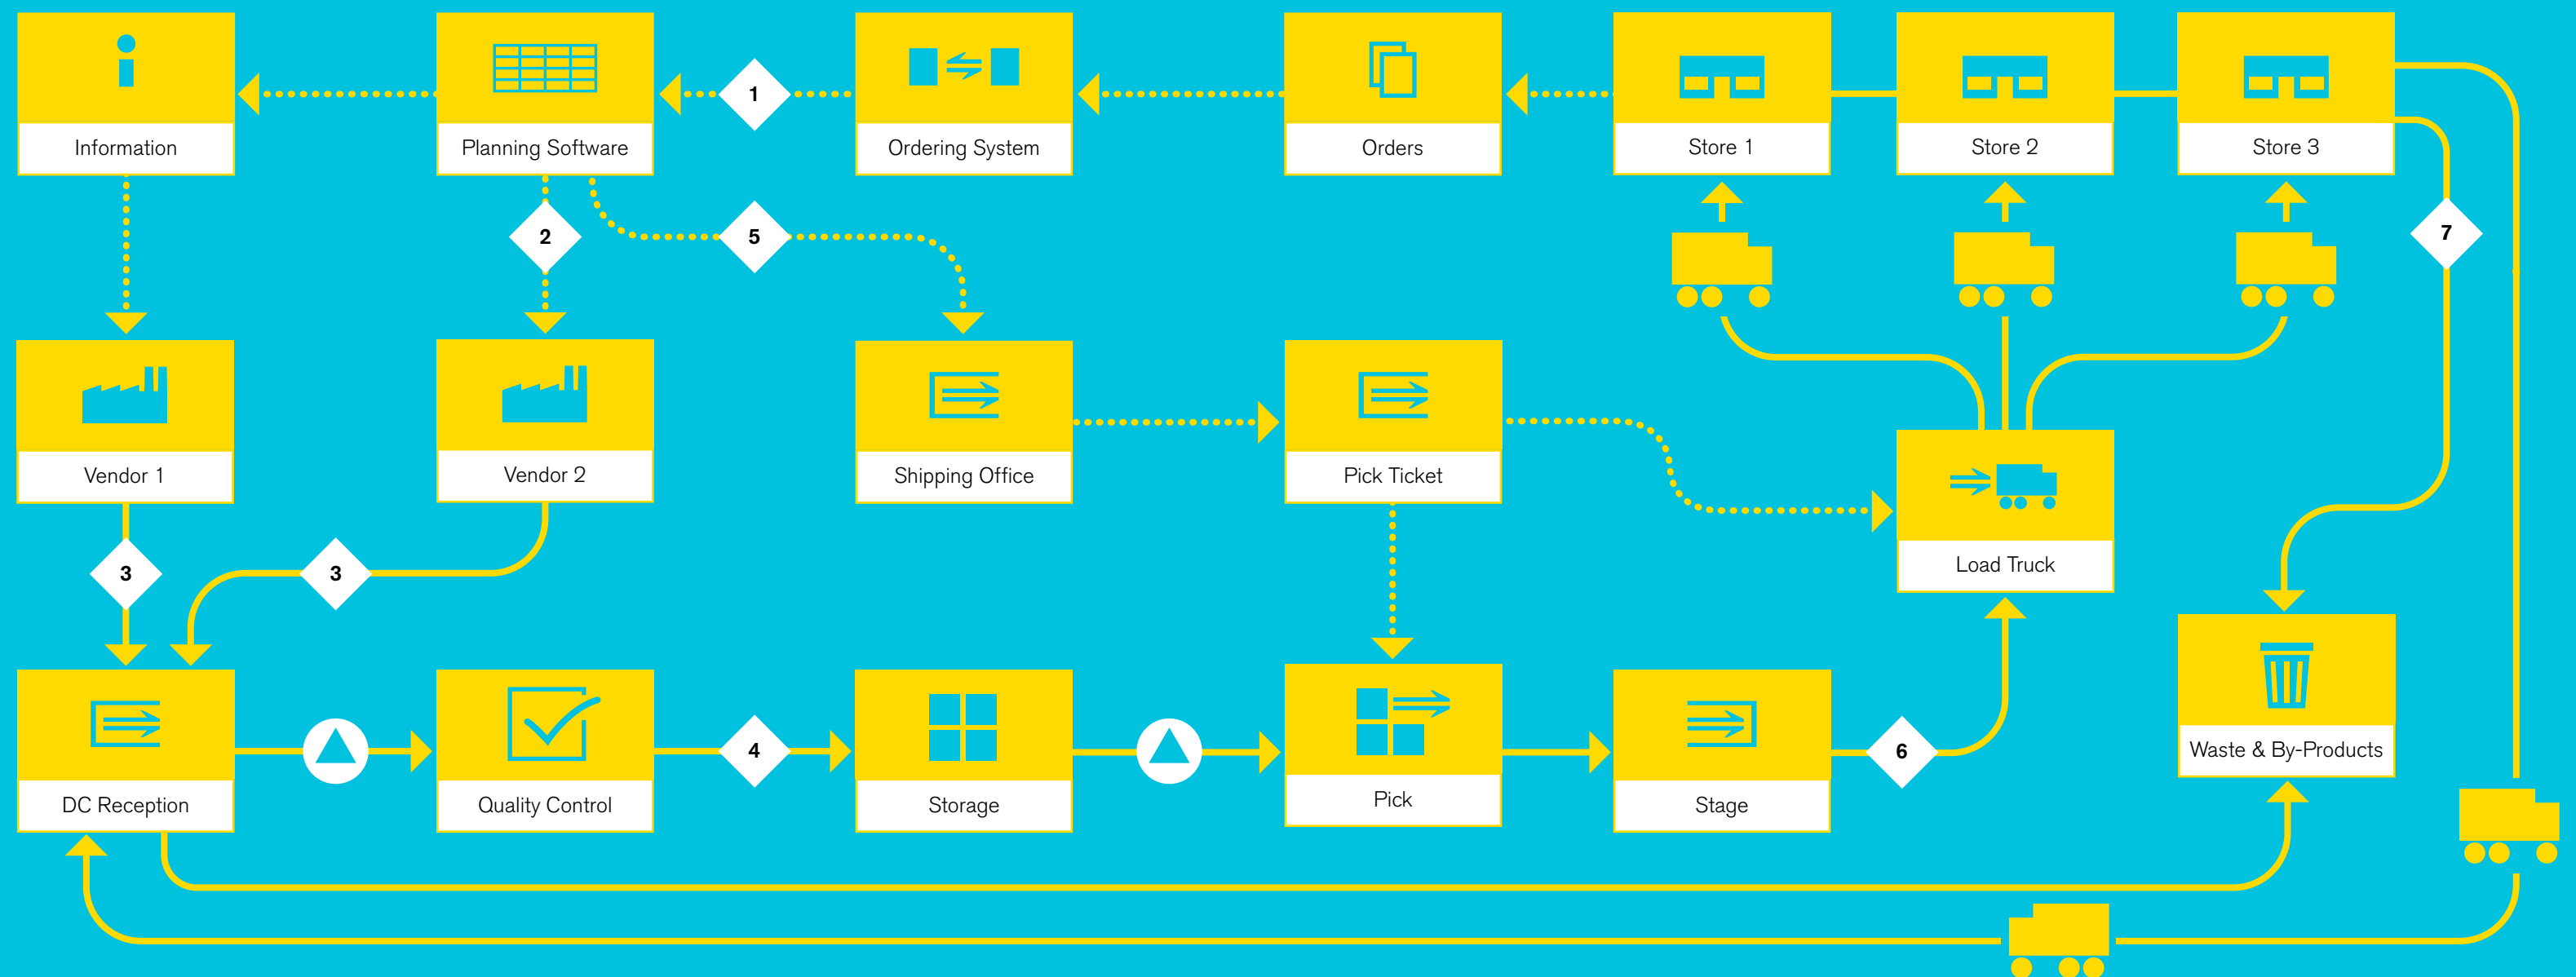 Information
Planning Software
1
Ordering System
Orders
Store 1
Store 2
Store 3
2
5
7
Vendor 1
Vendor 2
Shipping Office
Pick Ticket
Load Truck
3
3
DC Reception
Quality Control
4
Storage
Pick
Stage
6
Waste & By-Products